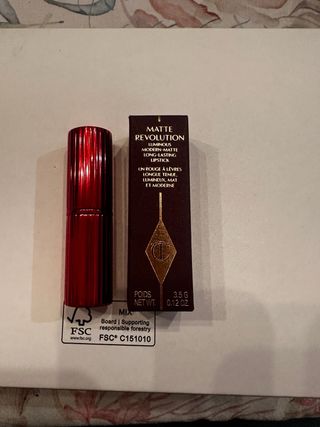 MATTE
REVOLUTION
LUMINOUS
MODERN-MATTE
LONG-LASTING
LIPSTICK
UN ROUGE À LÈVRES
LONGUE TENUE,
LUMINEUX, MAT
ET MODERNE
POIDS 3.5 G
NET WT. 0.12 OZ.
MIX
Board | Supporting
responsible forestry
FSC
www.fsc.org
FSC® C151010